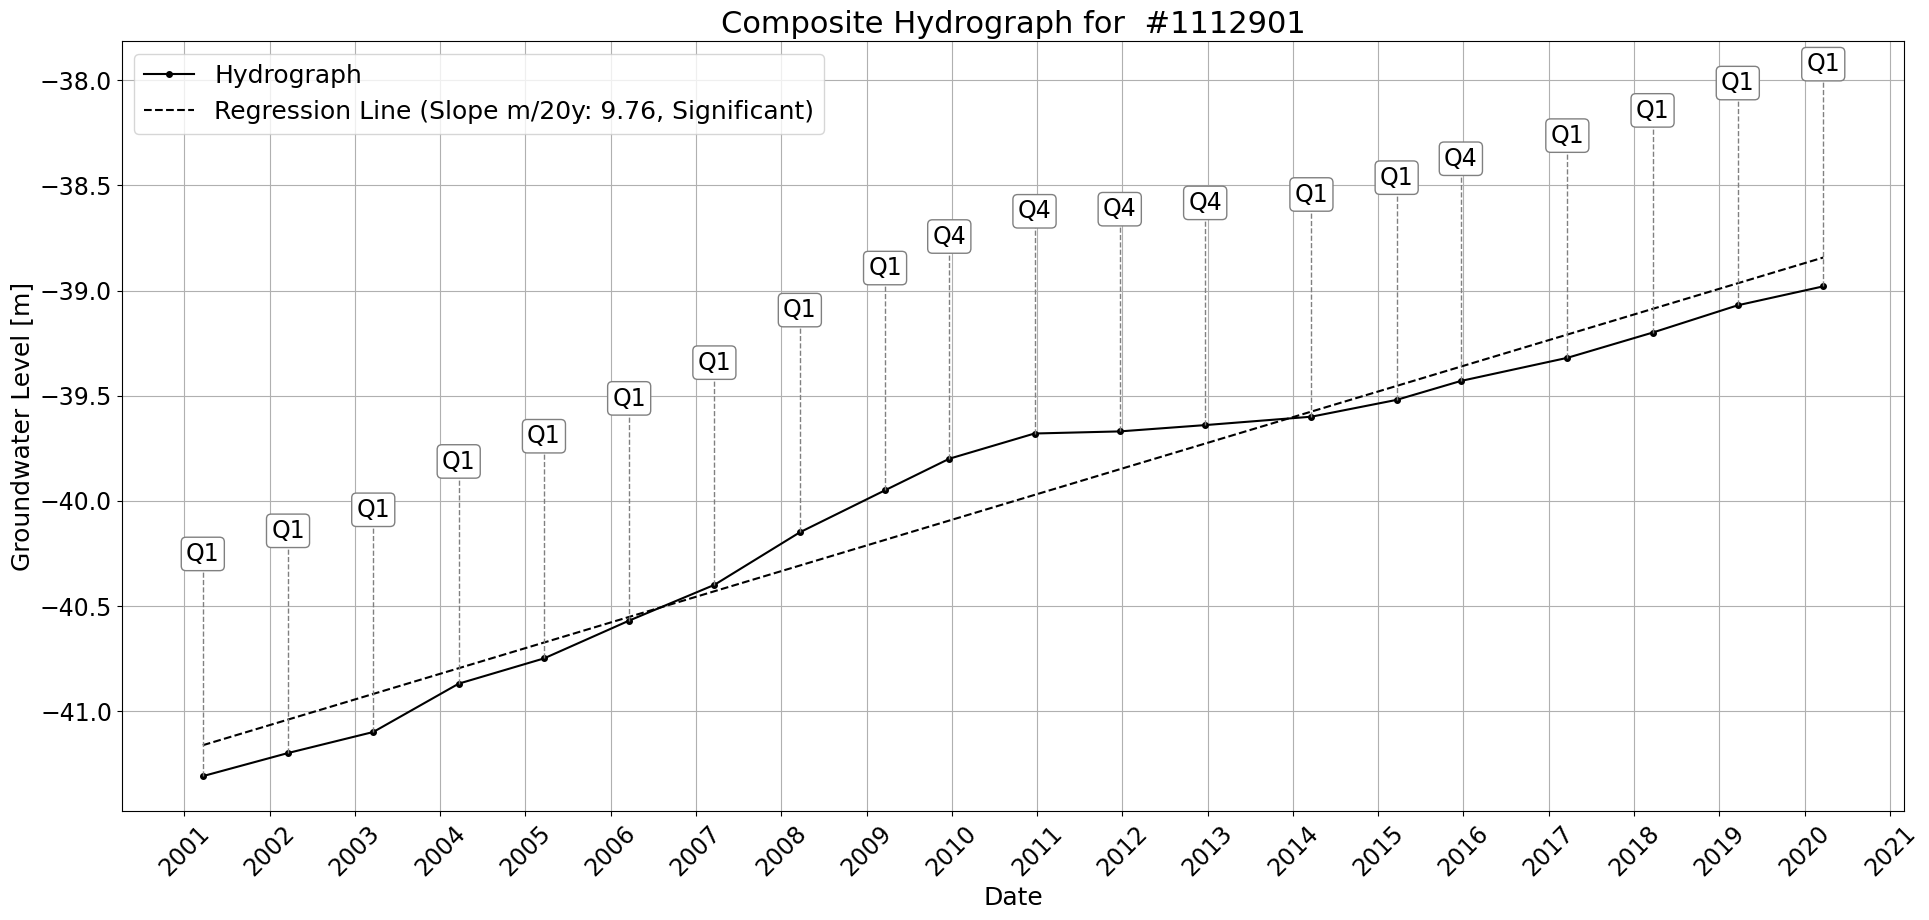 Composite Hydrograph for  #1112901
Hydrograph
Regression Line (Slope m/20y: 9.76, Significant)
Groundwater Level [m]
−38.0
−38.5
−39.0
−39.5
−40.0
−40.5
−41.0
Q1
Q1
Q1
Q1
Q1
Q1
Q1
Q1
Q1
Q4
Q4
Q4
Q4
Q1
Q1
Q4
Q1
Q1
Q1
Q1
2001
2002
2003
2004
2005
2006
2007
2008
2009
2010
2011
2012
2013
2014
2015
2016
2017
2018
2019
2020
2021
Date